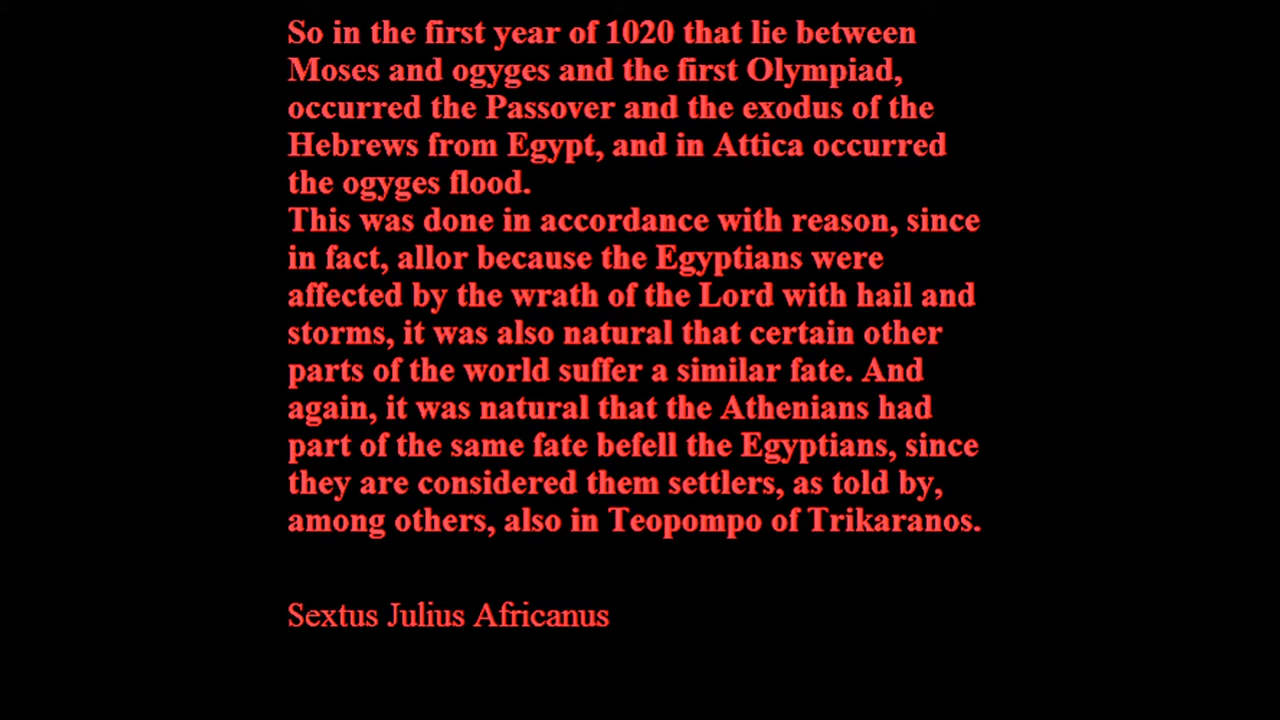 So in the first year of 1020 that lie between
Moses and ogyges and the first Olympiad,
occurred the Passover and the exodus of the
Hebrews from Egypt, and in Attica occurred
the ogyges flood.
This was done in accordance with reason, since
in fact, allor because the Egyptians were
affected by the wrath of the Lord with hail and
storms, it was also natural that certain other
parts of the world suffer a similar fate. And
again, it was natural that the Athenians had
part of the same fate befell the Egyptians, since
they are considered them settlers, as told by,
among others, also in Teopompo of Trikaranos.
Sextus Julius Africanus